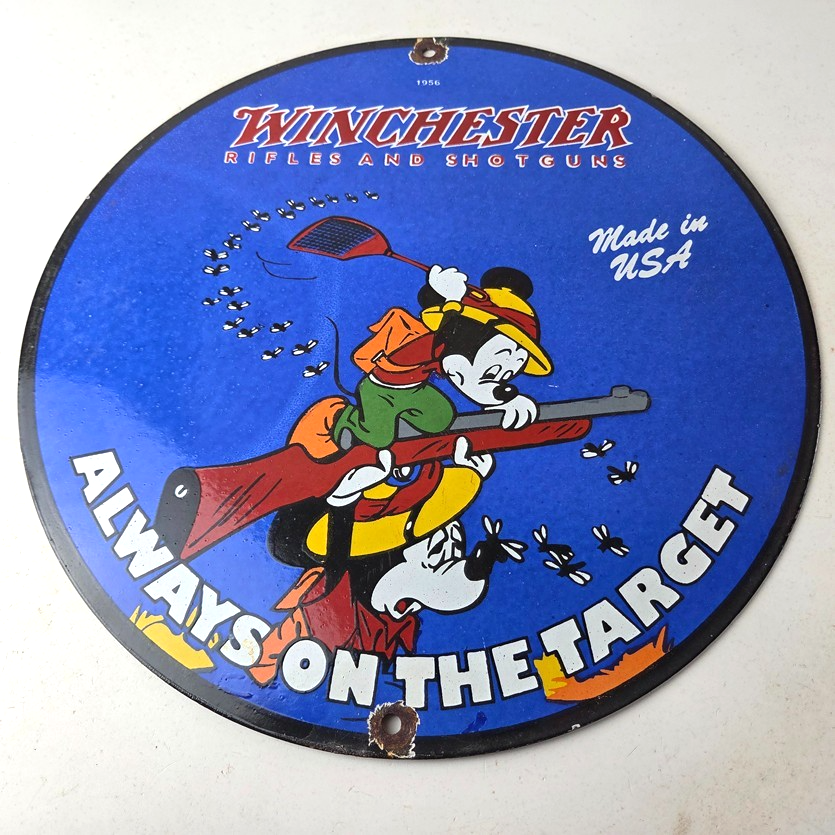 1956
WINCHESTER
RIFLES AND SHOTGUNS
Made in
USA
ALWAYS ON THE TARGET